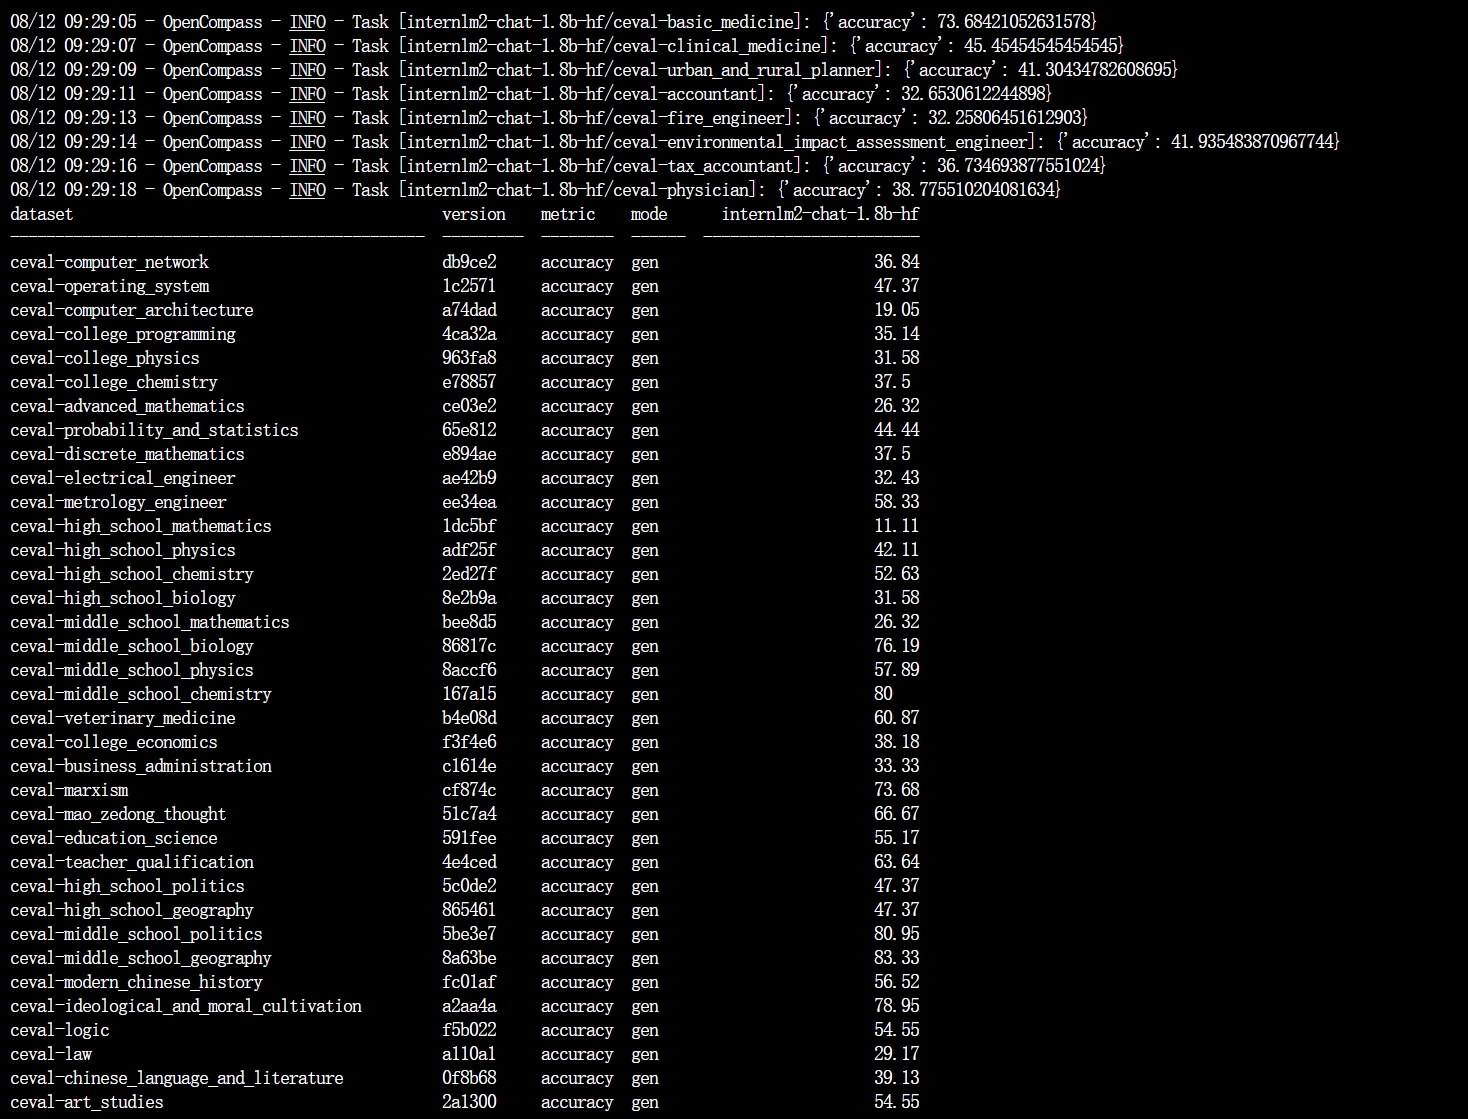 08/12 09:29:05 - OpenCompass - INFO - Task [internlm2-chat-1.8b-hf/ceval-basic_medicine]: {'accuracy': 73.68421052631578}
08/12 09:29:07 - OpenCompass - INFO - Task [internlm2-chat-1.8b-hf/ceval-clinical_medicine]: {'accuracy': 45.45454545454545}
08/12 09:29:09 - OpenCompass - INFO - Task [internlm2-chat-1.8b-hf/ceval-urban_and_rural_planner]: {'accuracy': 41.30434782608695}
08/12 09:29:11 - OpenCompass - INFO - Task [internlm2-chat-1.8b-hf/ceval-accountant]: {'accuracy': 32.6530612244898}
08/12 09:29:13 - OpenCompass - INFO - Task [internlm2-chat-1.8b-hf/ceval-fire_engineer]: {'accuracy': 32.25806451612903}
08/12 09:29:14 - OpenCompass - INFO - Task [internlm2-chat-1.8b-hf/ceval-environmental_impact_assessment_engineer]: {'accuracy': 41.935483870967744}
08/12 09:29:16 - OpenCompass - INFO - Task [internlm2-chat-1.8b-hf/ceval-tax_accountant]: {'accuracy': 36.734693877551024}
08/12 09:29:18 - OpenCompass - INFO - Task [internlm2-chat-1.8b-hf/ceval-physician]: {'accuracy': 38.775510204081634}
dataset version metric mode internlm2-chat-1.8b-hf
---------------------------------------------- --------- -------- ------ ------------------------
ceval-computer_network db9ce2 accuracy gen 36.84
ceval-operating_system 1c2571 accuracy gen 47.37
ceval-computer_architecture a74dad accuracy gen 19.05
ceval-college_programming 4ca32a accuracy gen 35.14
ceval-college_physics 963fa8 accuracy gen 31.58
ceval-college_chemistry e78857 accuracy gen 37.5
ceval-advanced_mathematics ce03e2 accuracy gen 26.32
ceval-probability_and_statistics 65e812 accuracy gen 44.44
ceval-discrete_mathematics e894ae accuracy gen 37.5
ceval-electrical_engineer ae42b9 accuracy gen 32.43
ceval-metrology_engineer ee34ea accuracy gen 58.33
ceval-high_school_mathematics 1dc5bf accuracy gen 11.11
ceval-high_school_physics adf25f accuracy gen 42.11
ceval-high_school_chemistry 2ed27f accuracy gen 52.63
ceval-high_school_biology 8e2b9a accuracy gen 31.58
ceval-middle_school_mathematics bee8d5 accuracy gen 26.32
ceval-middle_school_biology 86817c accuracy gen 76.19
ceval-middle_school_physics 8accf6 accuracy gen 57.89
ceval-middle_school_chemistry 167a15 accuracy gen 80
ceval-veterinary_medicine b4e08d accuracy gen 60.87
ceval-college_economics f3f4e6 accuracy gen 38.18
ceval-business_administration c1614e accuracy gen 33.33
ceval-marxism cf874c accuracy gen 73.68
ceval-mao_zedong_thought 51c7a4 accuracy gen 66.67
ceval-education_science 591fee accuracy gen 55.17
ceval-teacher_qualification 4e4ced accuracy gen 63.64
ceval-high_school_politics 5c0de2 accuracy gen 47.37
ceval-high_school_geography 865461 accuracy gen 47.37
ceval-middle_school_politics 5be3e7 accuracy gen 80.95
ceval-middle_school_geography 8a63be accuracy gen 83.33
ceval-modern_chinese_history fc01af accuracy gen 56.52
ceval-ideological_and_moral_cultivation a2aa4a accuracy gen 78.95
ceval-logic f5b022 accuracy gen 54.55
ceval-law a110a1 accuracy gen 29.17
ceval-chinese_language_and_literature 0f8b68 accuracy gen 39.13
ceval-art_studies 2a1300 accuracy gen 54.55